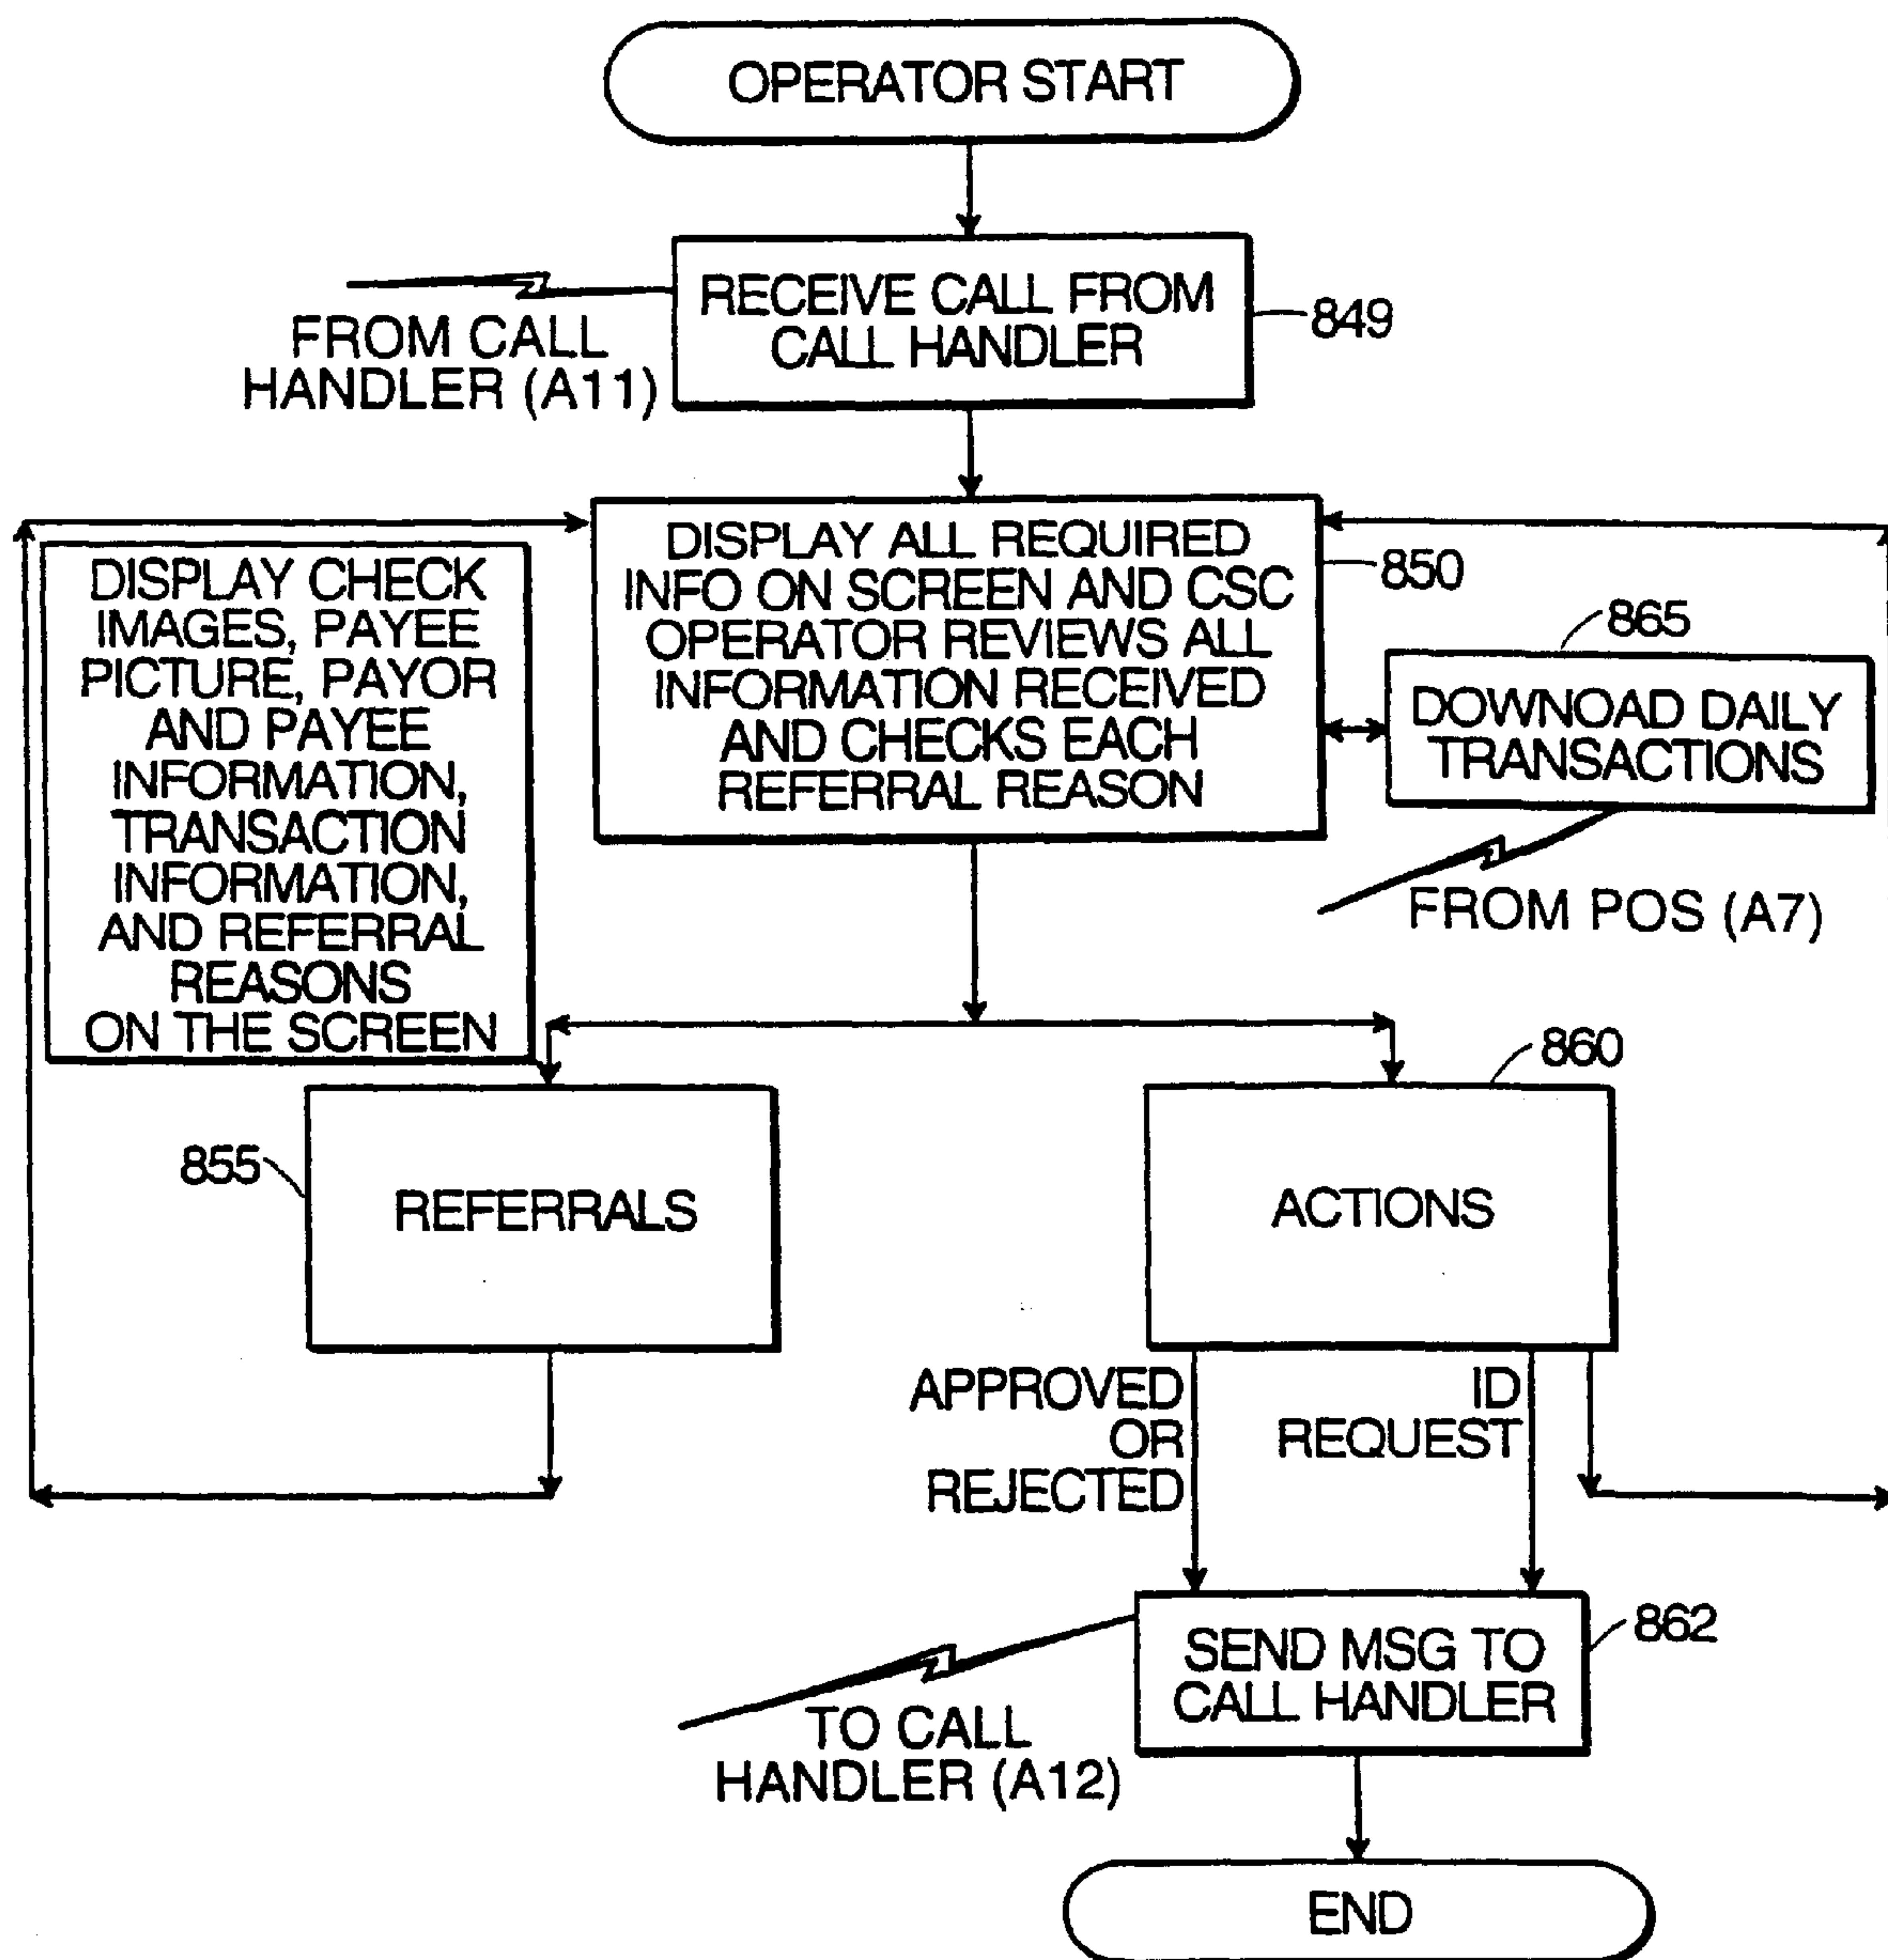 OPERATOR START
RECEIVE CALL FROM
CALL HANDLER
849
FROM CALL
HANDLER (A11)
DISPLAY ALL REQUIRED
INFO ON SCREEN AND CSC
OPERATOR REVIEWS ALL
INFORMATION RECEIVED
AND CHECKS EACH
REFERRAL REASON
850
DISPLAY CHECK
IMAGES, PAYEE
PICTURE, PAYOR
AND PAYEE
INFORMATION,
TRANSACTION
INFORMATION,
AND REFERRAL
REASONS
ON THE SCREEN
865
DOWNOAD DAILY
TRANSACTIONS
FROM POS (A7)
855
REFERRALS
860
ACTIONS
APPROVED
OR
REJECTED
ID
REQUEST
862
SEND MSG TO
CALL HANDLER
TO CALL
HANDLER (A12)
END